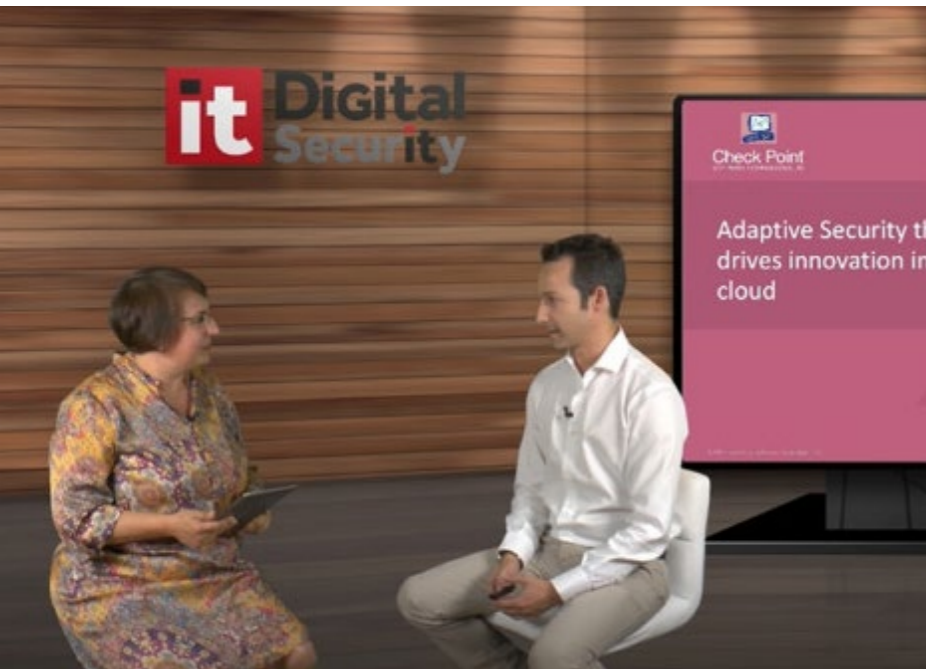 it Digital
Security
Check Point
Adaptive Security th
drives innovation in
cloud